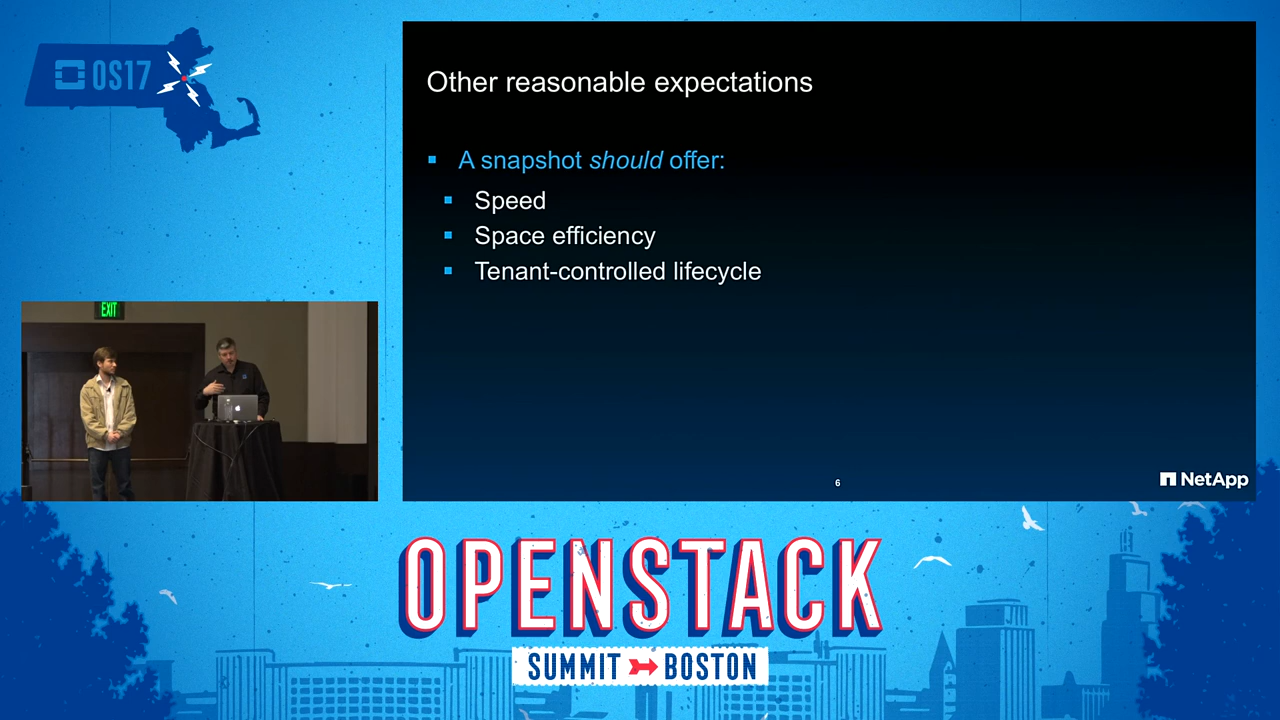 OS17
Other reasonable expectations
A snapshot should offer:
Speed
Space efficiency
Tenant-controlled lifecycle
EXIT
6
NetApp
OPENSTACK
SUMMIT BOSTON